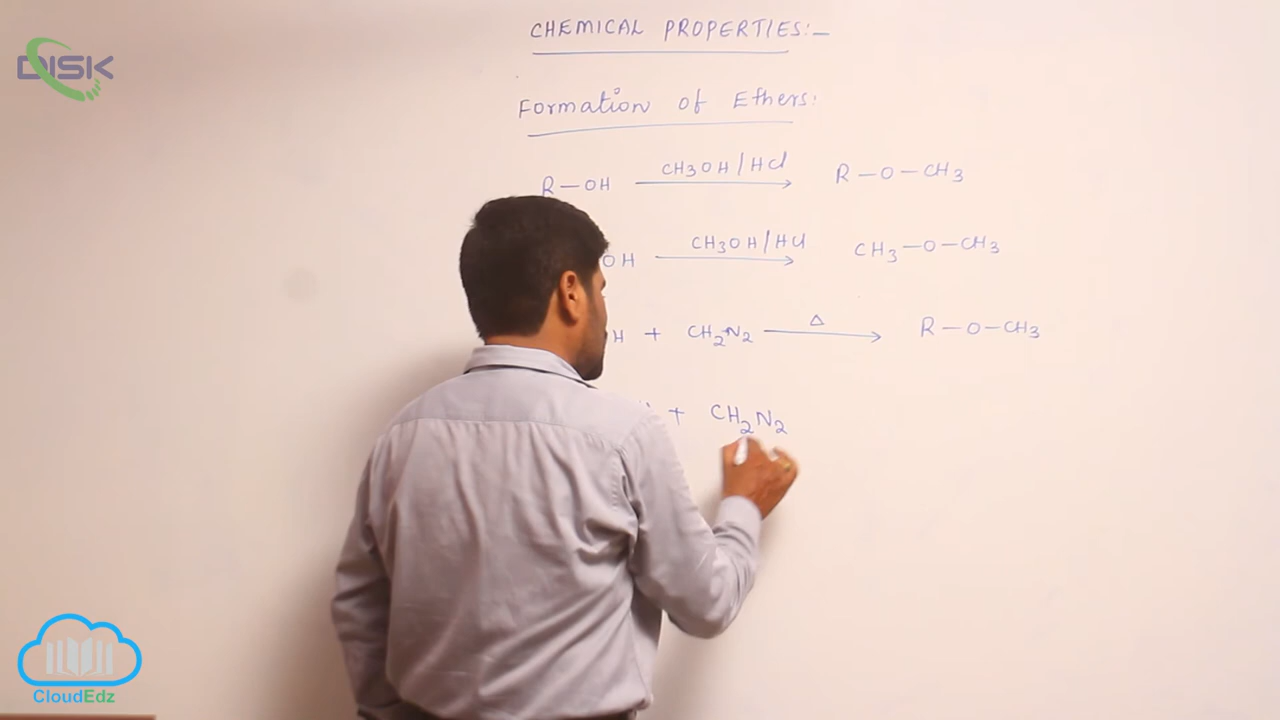 DISK
CHEMICAL PROPERTIES:-
Formation of Ethers:
R-OH CH3OH/HCl R-O-CH3
OH CH3OH/HCl CH3-O-CH3
H + CH2N2 Δ R-O-CH3
+ CH2N2
CloudEdz